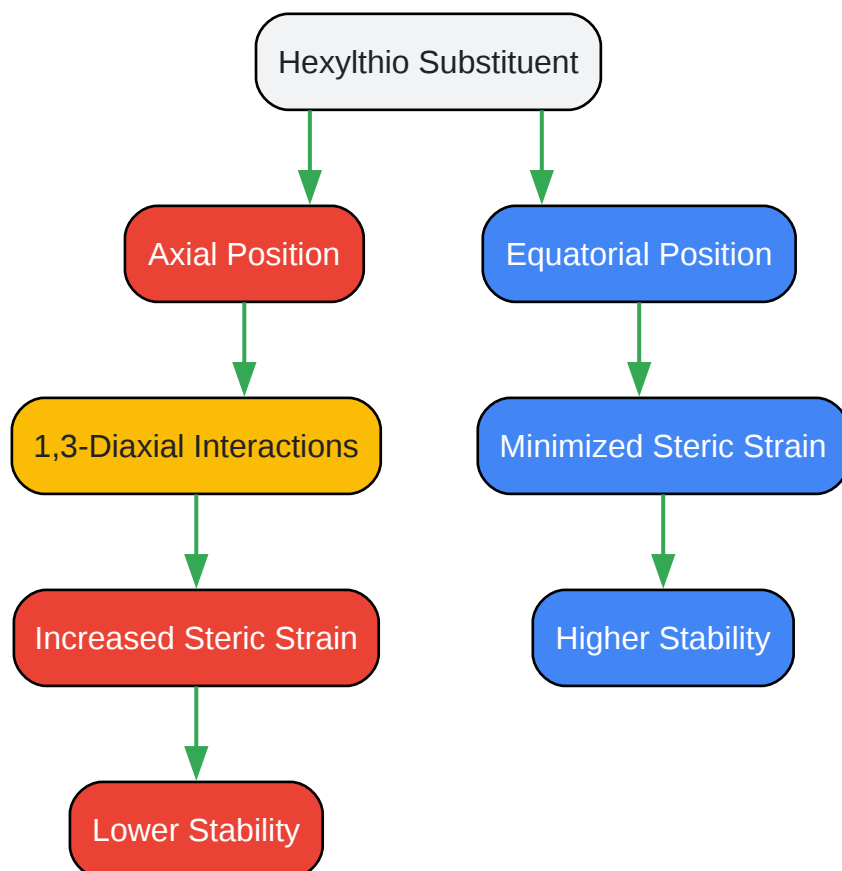 Hexylthio Substituent
Axial Position
Equatorial Position
1,3-Diaxial Interactions
Minimized Steric Strain
Increased Steric Strain
Higher Stability
Lower Stability